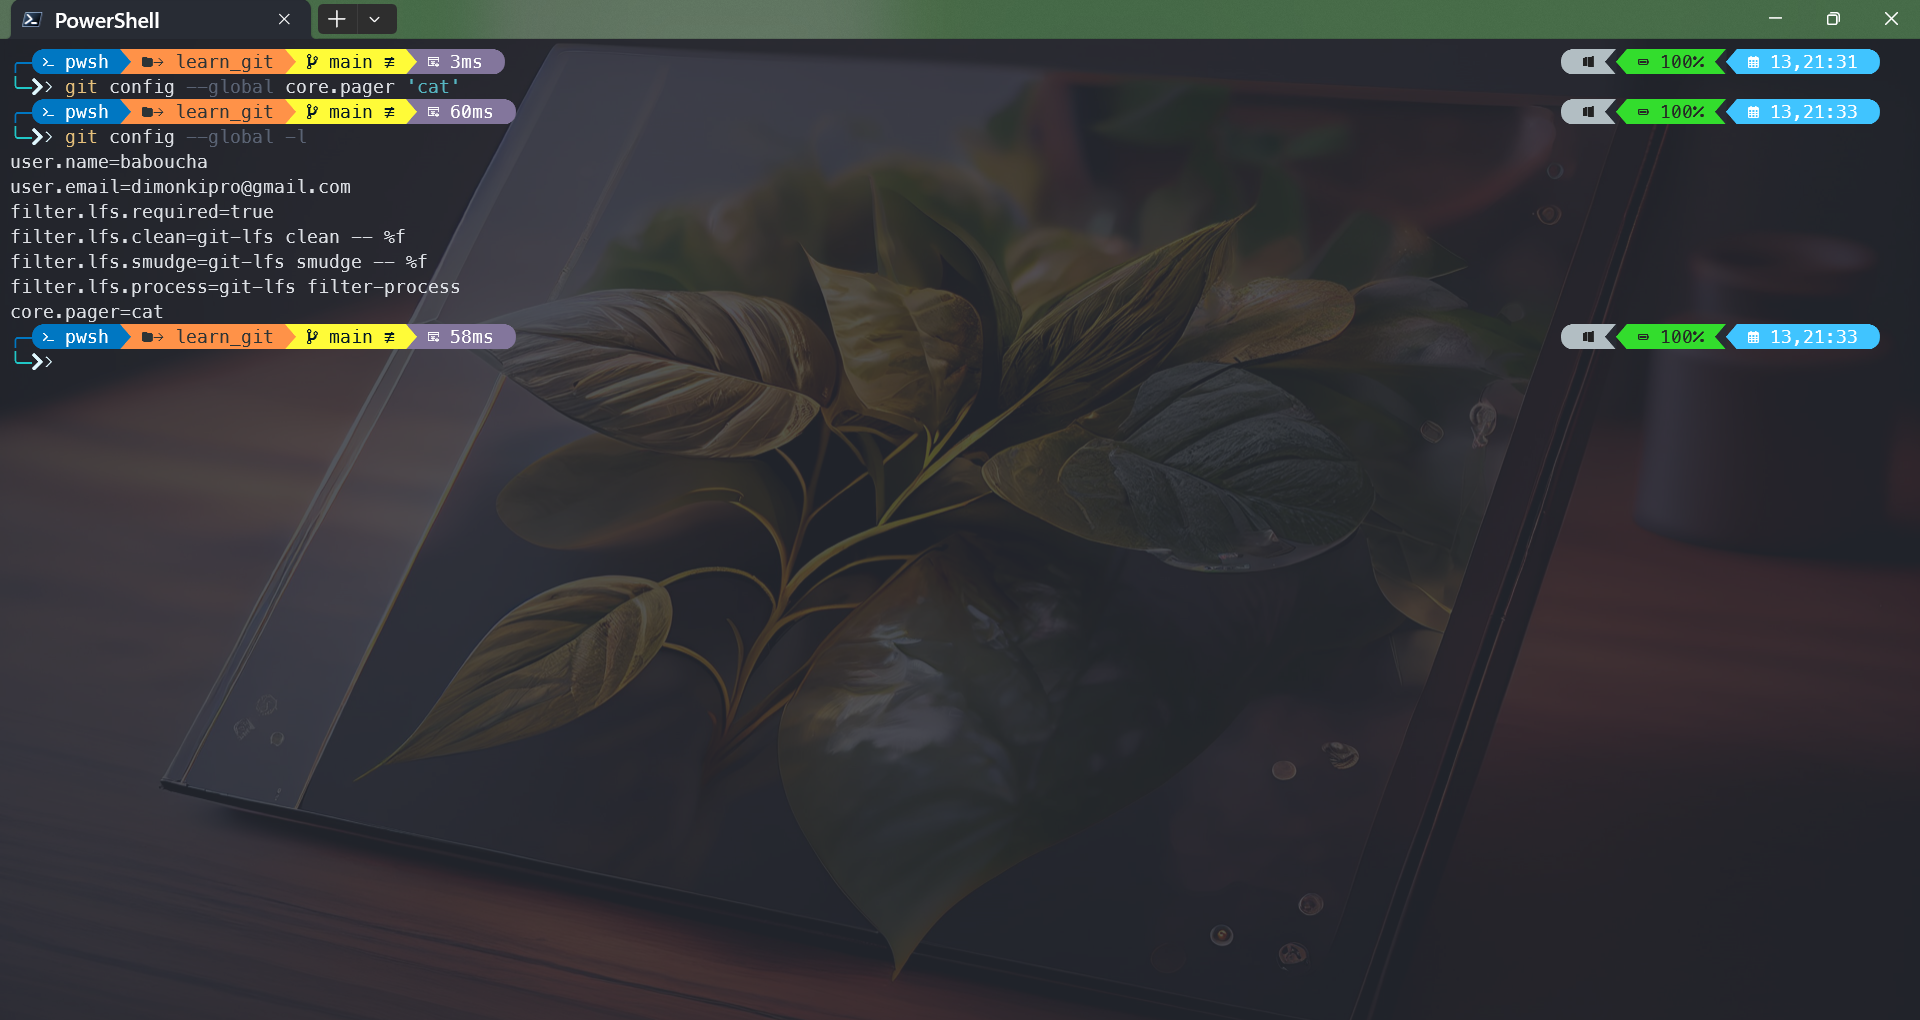 PowerShell
pwsh learn_git main ≢ 3ms 100% 13,21:31
git config --global core.pager 'cat'
pwsh learn_git main ≢ 60ms 100% 13,21:33
git config --global -l
user.name=baboucha
user.email=dimonkipro@gmail.com
filter.lfs.required=true
filter.lfs.clean=git-lfs clean -- %f
filter.lfs.smudge=git-lfs smudge -- %f
filter.lfs.process=git-lfs filter-process
core.pager=cat
pwsh learn_git main ≢ 58ms 100% 13,21:33